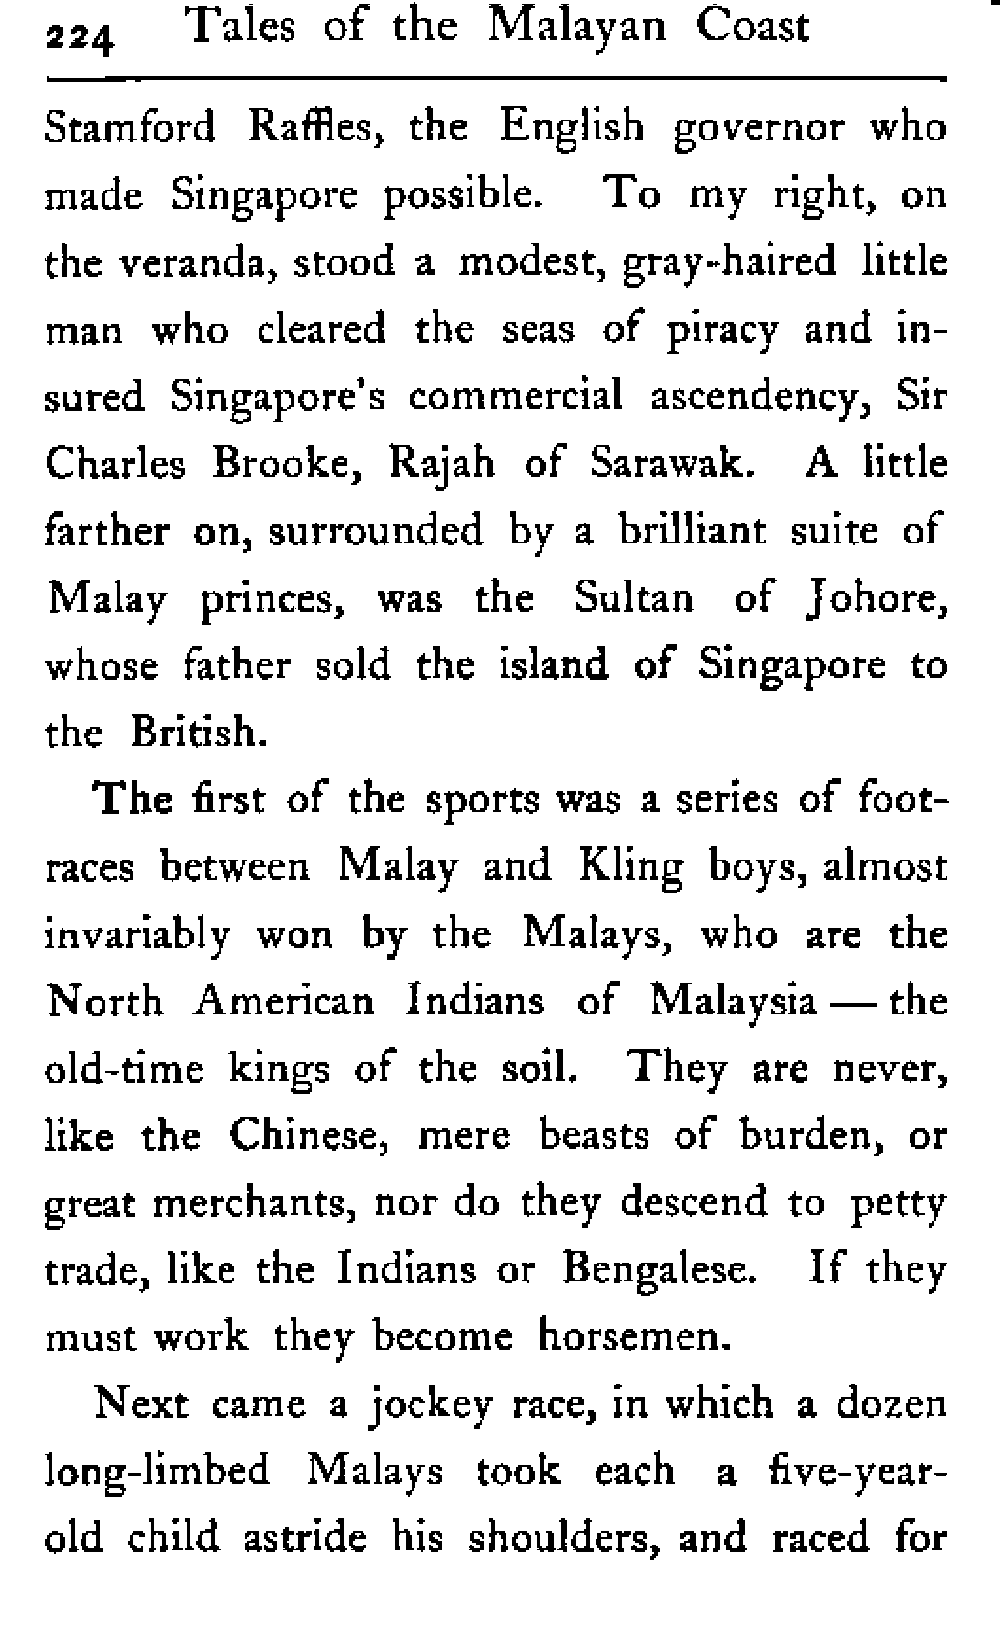 224 Tales of the Malayan Coast
Stamford Raffles, the English governor who
made Singapore possible. To my right, on
the veranda, stood a modest, gray-haired little
man who cleared the seas of piracy and in-
sured Singapore's commercial ascendency, Sir
Charles Brooke, Rajah of Sarawak. A little
farther on, surrounded by a brilliant suite of
Malay princes, was the Sultan of Johore,
whose father sold the island of Singapore to
the British.
The first of the sports was a series of foot-
races between Malay and Kling boys, almost
invariably won by the Malays, who are the
North American Indians of Malaysia — the
old-time kings of the soil. They are never,
like the Chinese, mere beasts of burden, or
great merchants, nor do they descend to petty
trade, like the Indians or Bengalese. If they
must work they become horsemen.
Next came a jockey race, in which a dozen
long-limbed Malays took each a five-year-
old child astride his shoulders, and raced for